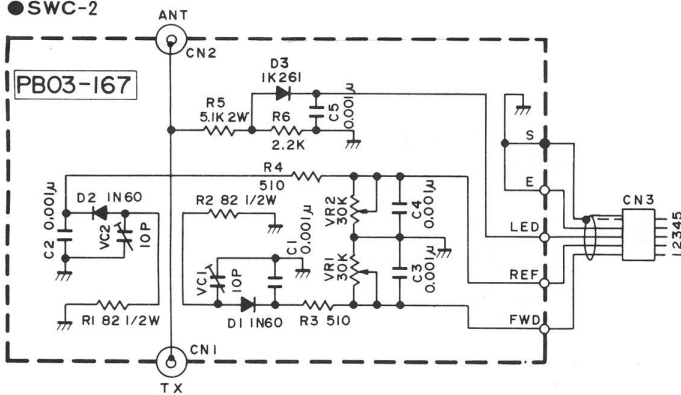 ●SWC-2
ANT
CN2
PB03-167
D3
1K261
C5
0.001μ
R5
5.1K 2W
R6
2.2K
S
E
CN3
R4
510
D2 1N60
R2 82 1/2W
0.001μ
C2
VC2
10P
VR2
30K
C4
0.001μ
LED
12345
C1
0.001μ
VC1
10P
VR1
30K
C3
0.001μ
REF
R1 82 1/2W
D1 1N60
R3 510
FWD
CN1
TX